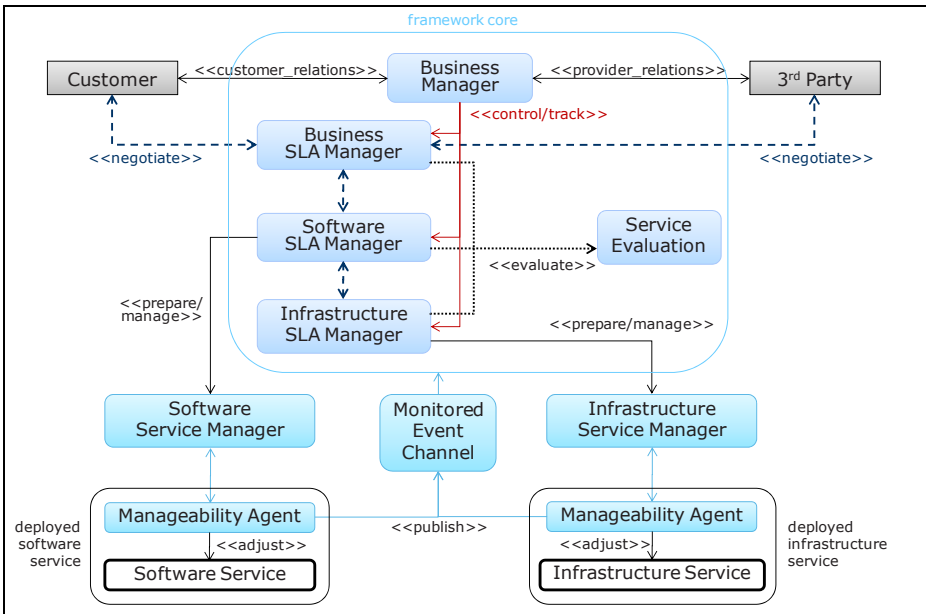 framework core
Customer
<<customer_relations>>
Business
Manager
<<provider_relations>>
3rd Party
<<control/track>>
Business
SLA Manager
<<negotiate>>
<<negotiate>>
Software
SLA Manager
Service
Evaluation
<<evaluate>>
<<prepare/
manage>>
Infrastructure
SLA Manager
<<prepare/manage>>
Software
Service Manager
Monitored
Event
Channel
Infrastructure
Service Manager
deployed
software
service
Manageability Agent
<<publish>>
Manageability Agent
deployed
infrastructure
service
<<adjust>>
<<adjust>>
Software Service
Infrastructure Service